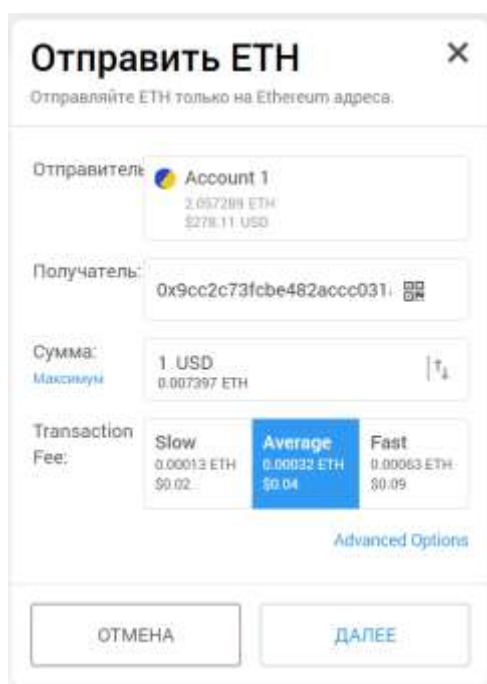 Отправить ETH
Отправляйте ETH только на Ethereum адреса.
Отправитель
Account 1
2.057289 ETH
$278.11 USD
Получатель:
0x9cc2c73fcbe482accc031
Сумма:
Максимум
1 USD
0.007397 ETH
Transaction
Fee:
Slow
0.00013 ETH
$0.02
Average
0.00032 ETH
$0.04
Fast
0.00063 ETH
$0.09
Advanced Options
ОТМЕНА
ДАЛЕЕ